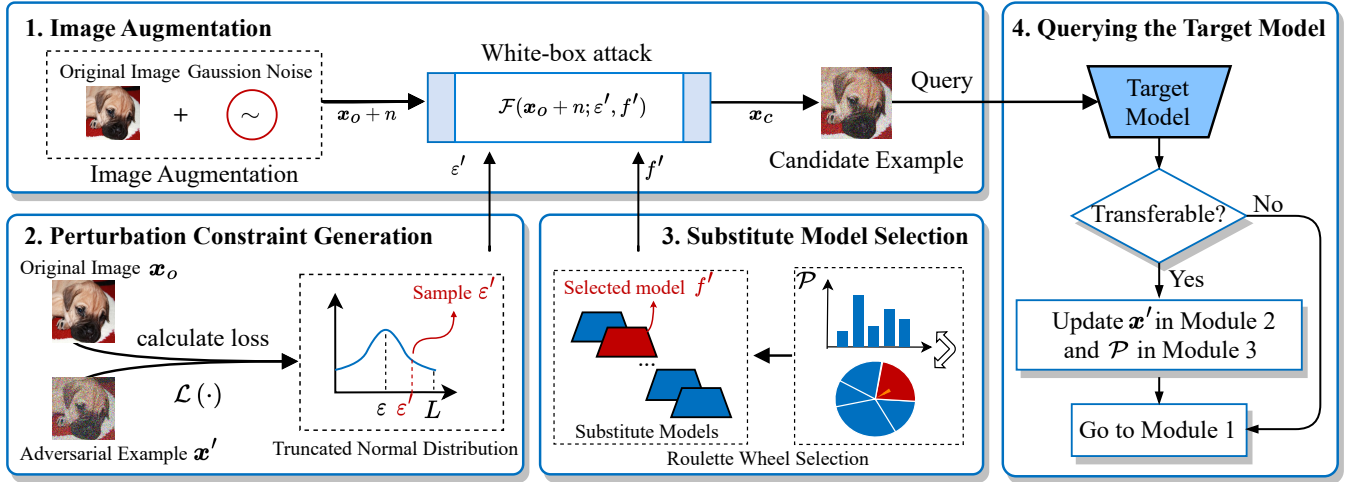 1. Image Augmentation
Original Image Gaussion Noise
+
∼
Image Augmentation
𝒙ₒ + n
White-box attack
ℱ(𝒙ₒ + n; ε′, f′)
ε′
f′
𝒙_c
Candidate Example
Query
2. Perturbation Constraint Generation
Original Image 𝒙ₒ
calculate loss
ℒ(·)
Adversarial Example 𝒙′
Sample ε′
ε ε′ L
Truncated Normal Distribution
3. Substitute Model Selection
Selected model f′
...
Substitute Models
𝒫
Roulette Wheel Selection
4. Querying the Target Model
Target
Model
Transferable?
No
Yes
Update 𝒙′ in Module 2
and 𝒫 in Module 3
Go to Module 1